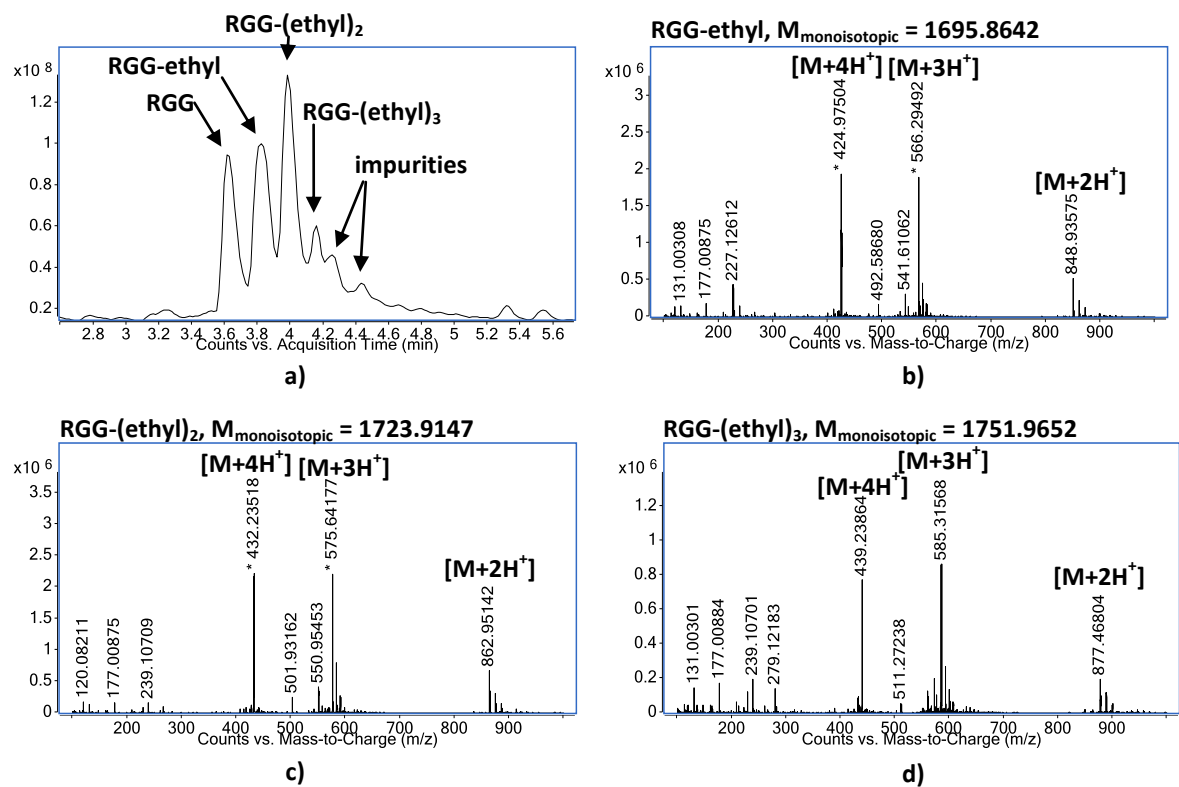 RGG-(ethyl)2
RGG-ethyl
RGG
RGG-(ethyl)3
impurities
x10 8
1.2
1
0.8
0.6
0.4
0.2
2.8 3 3.2 3.4 3.6 3.8 4 4.2 4.4 4.6 4.8 5 5.2 5.4 5.6
Counts vs. Acquisition Time (min)
a)
RGG-ethyl, Mmonoisotopic = 1695.8642
[M+4H+] [M+3H+]
[M+2H+]
x10 6
3
2.5
2
1.5
1
0.5
0
131.00308
177.00875
227.12612
* 424.97504
492.58680
541.61062
* 566.29492
848.93575
200 300 400 500 600 700 800 900
Counts vs. Mass-to-Charge (m/z)
b)
RGG-(ethyl)2, Mmonoisotopic = 1723.9147
[M+4H+] [M+3H+]
[M+2H+]
x10 6
3.5
3
2.5
2
1.5
1
0.5
0
120.08211
177.00875
239.10709
* 432.23518
501.93162
550.95453
* 575.64177
862.95142
200 300 400 500 600 700 800 900
Counts vs. Mass-to-Charge (m/z)
c)
RGG-(ethyl)3, Mmonoisotopic = 1751.9652
[M+3H+]
[M+4H+]
[M+2H+]
x10 6
1.2
1
0.8
0.6
0.4
0.2
0
131.00301
177.00884
239.10701
279.12183
439.23864
511.27238
585.31568
877.46804
200 300 400 500 600 700 800 900
Counts vs. Mass-to-Charge (m/z)
d)